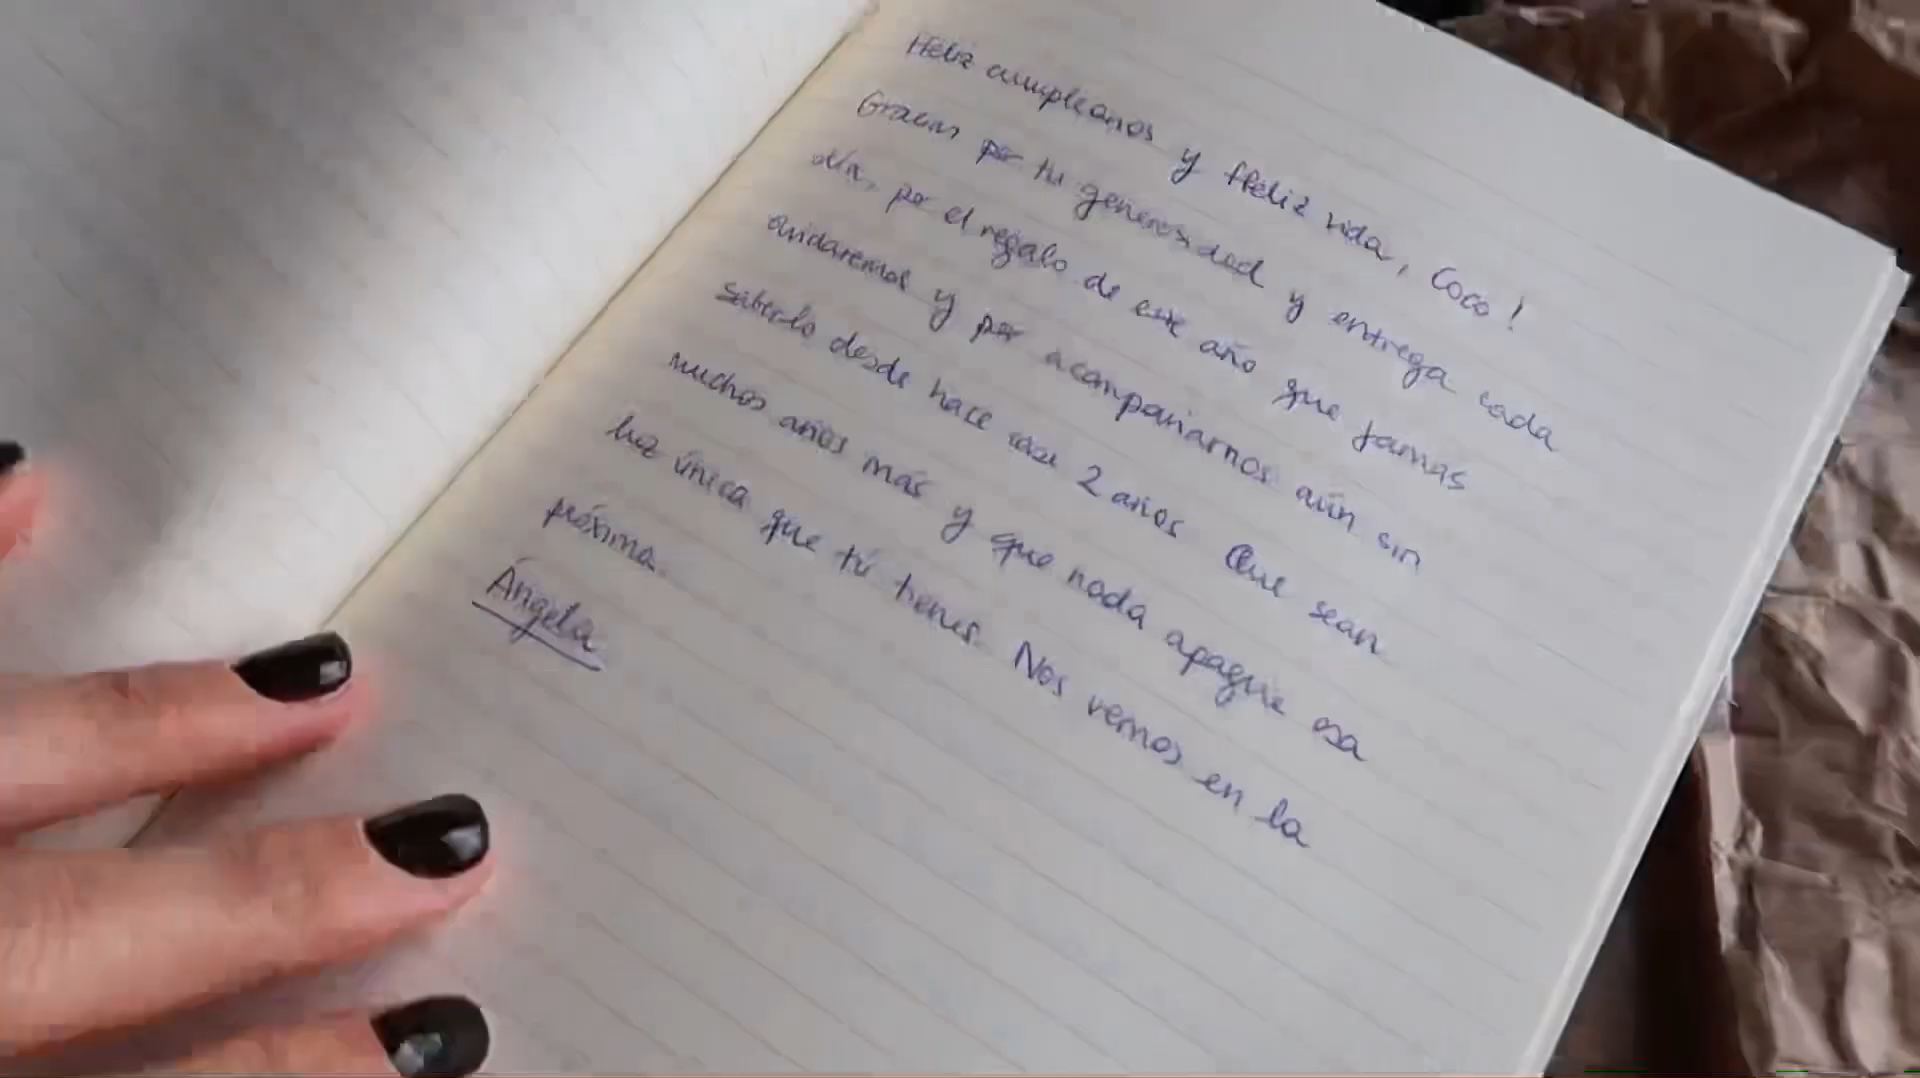 Feliz cumpleaños y feliz vida, Coco!
Gracias por tu generosidad y entrega cada
día, por el regalo de este año que jamás
olvidaremos y por acompañarnos aún sin
saberlo desde hace casi 2 años. Que sean
muchos años más y que nada apague esa
luz única que tú tienes. Nos vemos en la
próxima.
Ángela